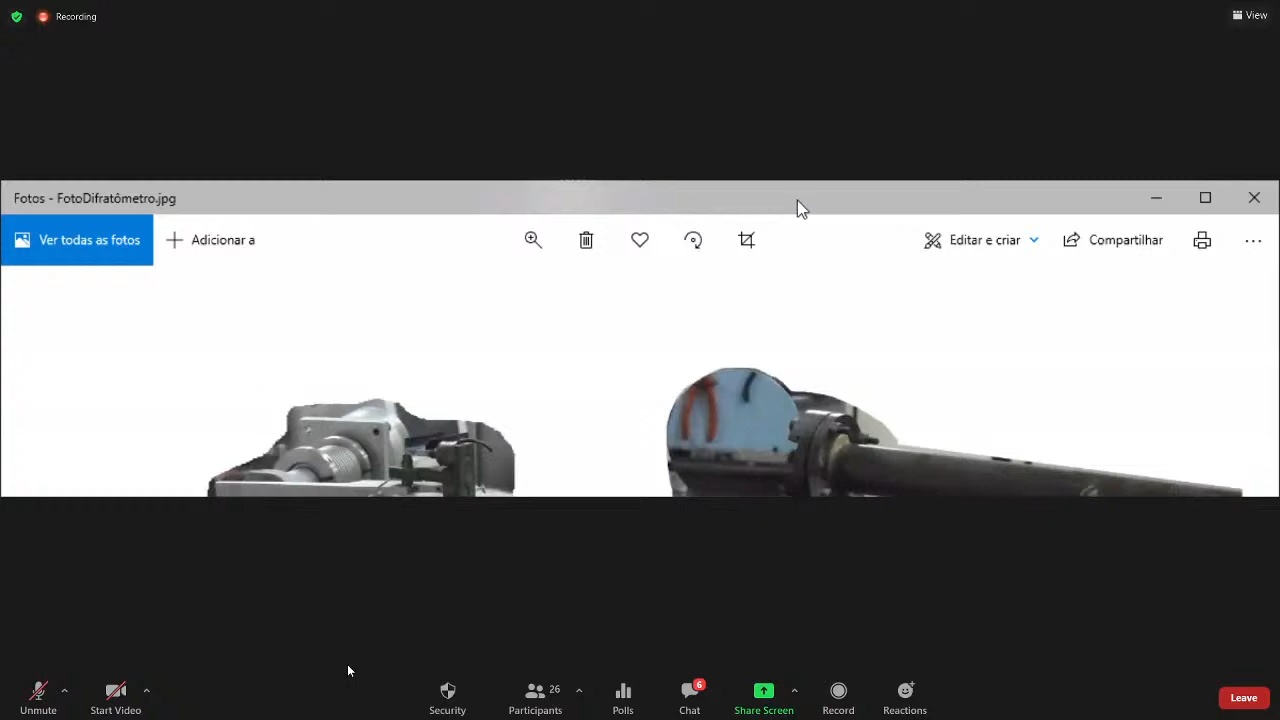 Recording
View
Fotos - FotoDifratômetro.jpg
Ver todas as fotos
Adicionar a
Editar e criar
Compartilhar
Unmute
Start Video
Security
26
Participants
Polls
6
Chat
Share Screen
Record
Reactions
Leave